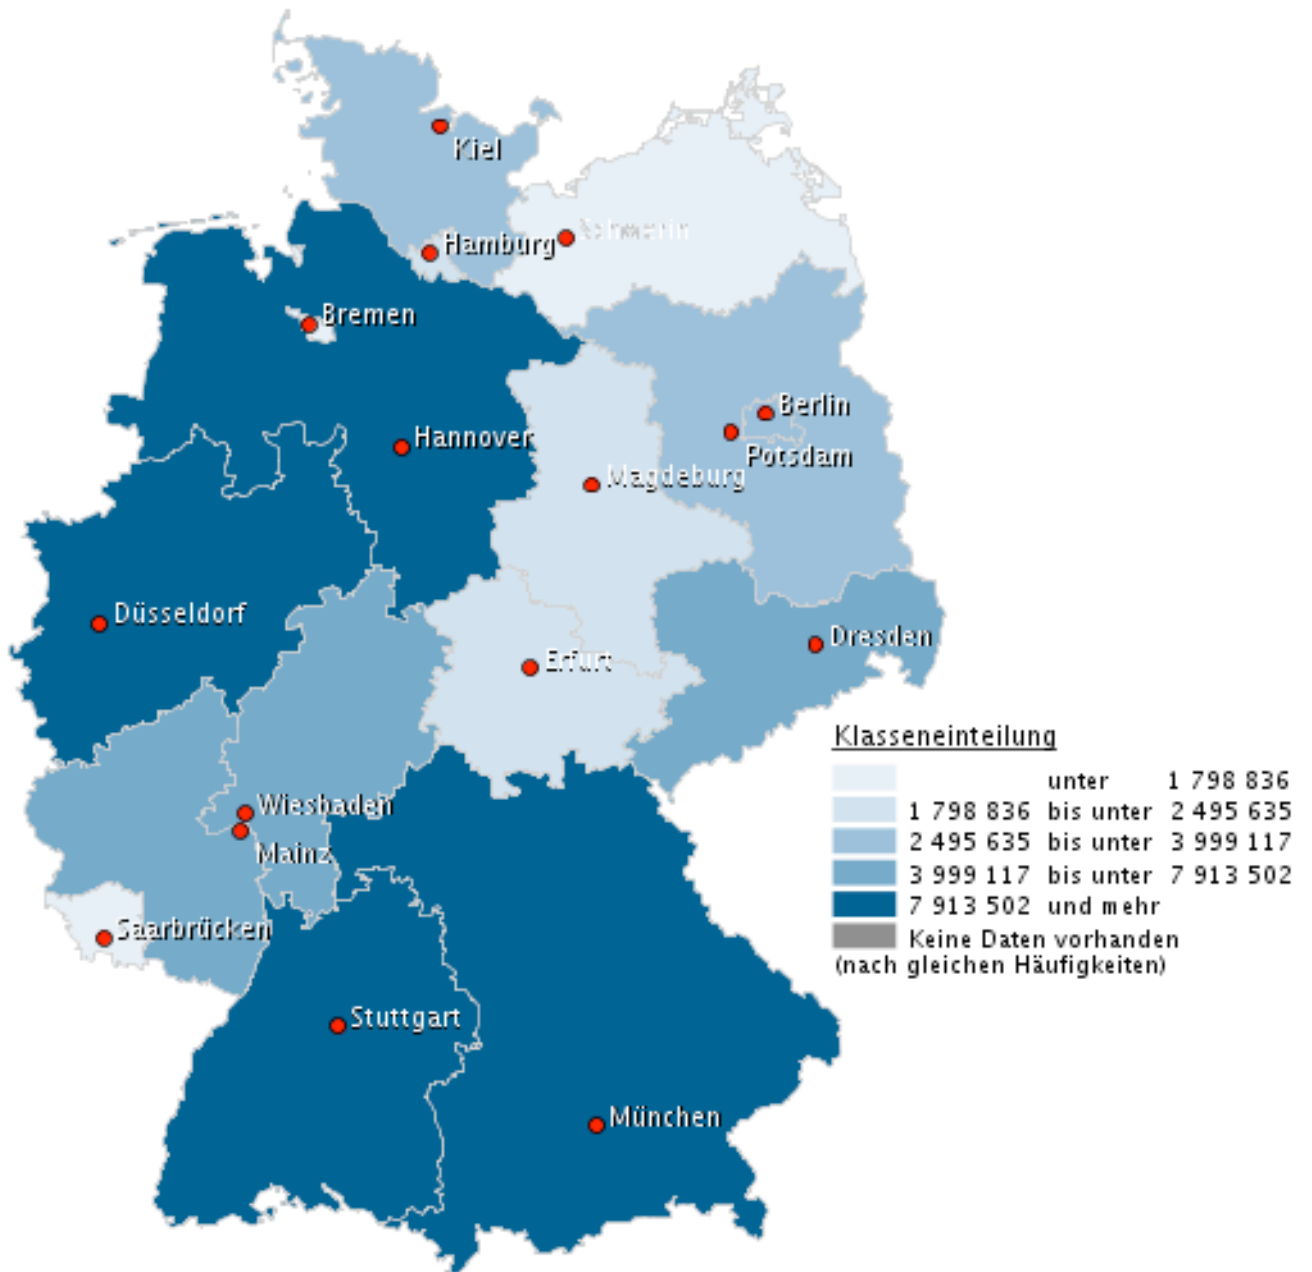 Kiel
Schwerin
Hamburg
Bremen
Berlin
Hannover
Potsdam
Magdeburg
Düsseldorf
Dresden
Erfurt
Klasseneinteilung
unter 1 798 836
1 798 836 bis unter 2 495 635
2 495 635 bis unter 3 999 117
3 999 117 bis unter 7 913 502
7 913 502 und mehr
Keine Daten vorhanden
(nach gleichen Häufigkeiten)
Wiesbaden
Mainz
Saarbrücken
Stuttgart
München